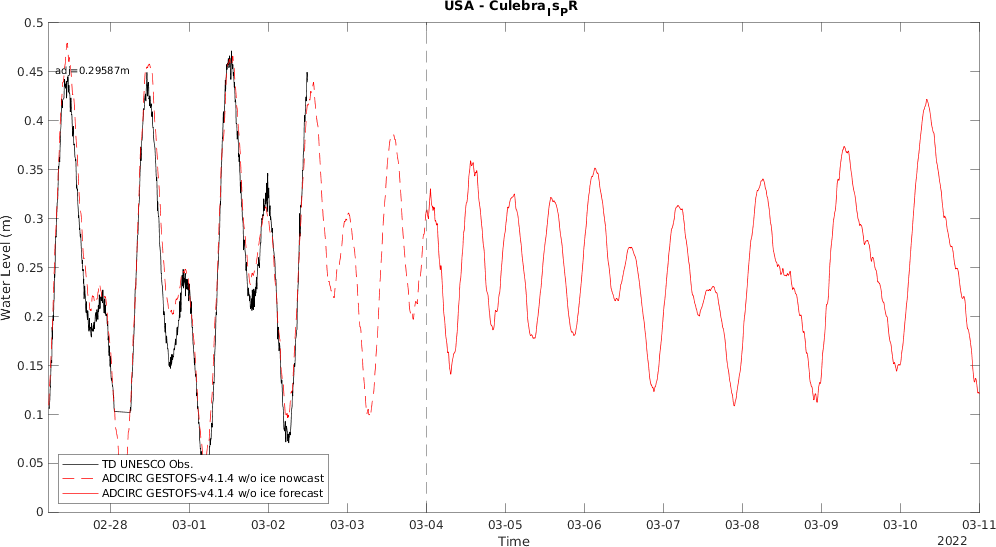 USA - CulebraIsPR
0.5
0.45
0.4
0.35
0.3
0.25
0.2
0.15
0.1
0.05
0
Water Level (m)
adj=0.29587m
TD UNESCO Obs.
ADCIRC GESTOFS-v4.1.4 w/o ice nowcast
ADCIRC GESTOFS-v4.1.4 w/o ice forecast
02-28 03-01 03-02 03-03 03-04 03-05 03-06 03-07 03-08 03-09 03-10 03-11
Time
2022